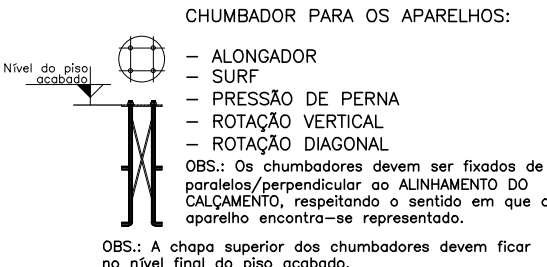 CHUMBADOR PARA OS APARELHOS:
Nível do piso
acabado
– ALONGADOR
– SURF
– PRESSÃO DE PERNA
– ROTAÇÃO VERTICAL
– ROTAÇÃO DIAGONAL
OBS.: Os chumbadores devem ser fixados de
paralelos/perpendicular ao ALINHAMENTO DO
CALÇAMENTO, respeitando o sentido em que o
aparelho encontra–se representado.
OBS.: A chapa superior dos chumbadores devem ficar
no nível final do piso acabado.